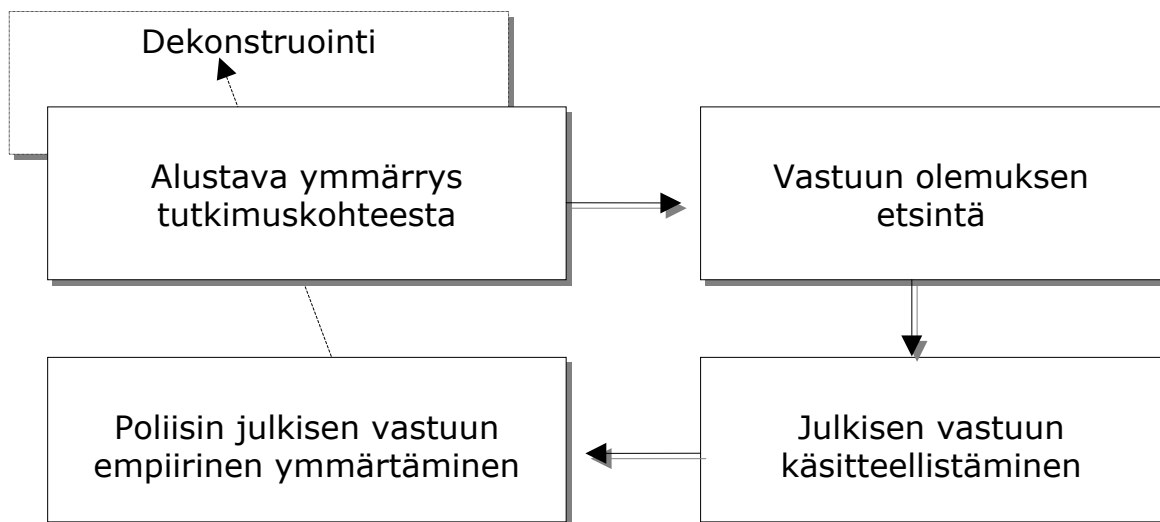 Dekonstruointi
Alustava ymmärrys
tutkimuskohteesta
Vastuun olemuksen
etsintä
Poliisin julkisen vastuun
empiirinen ymmärtäminen
Julkisen vastuun
käsitteellistäminen